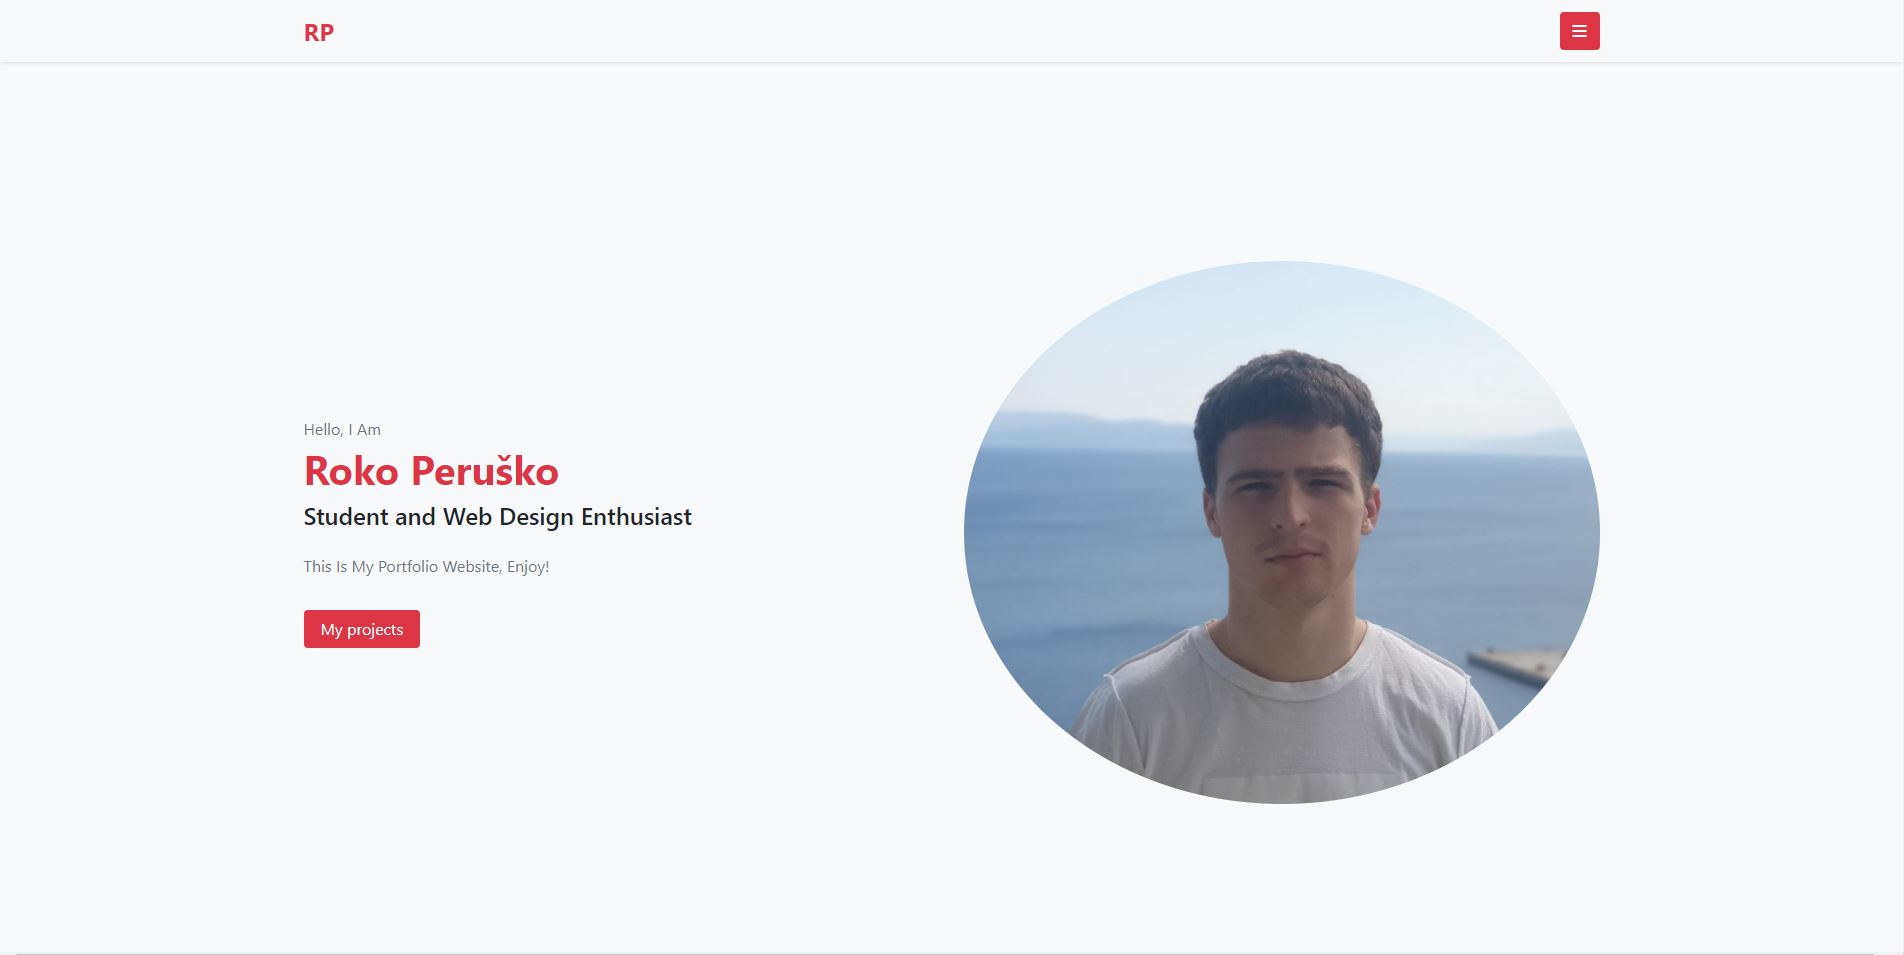 RP
Hello, I Am
Roko Peruško
Student and Web Design Enthusiast
This Is My Portfolio Website, Enjoy!
My projects